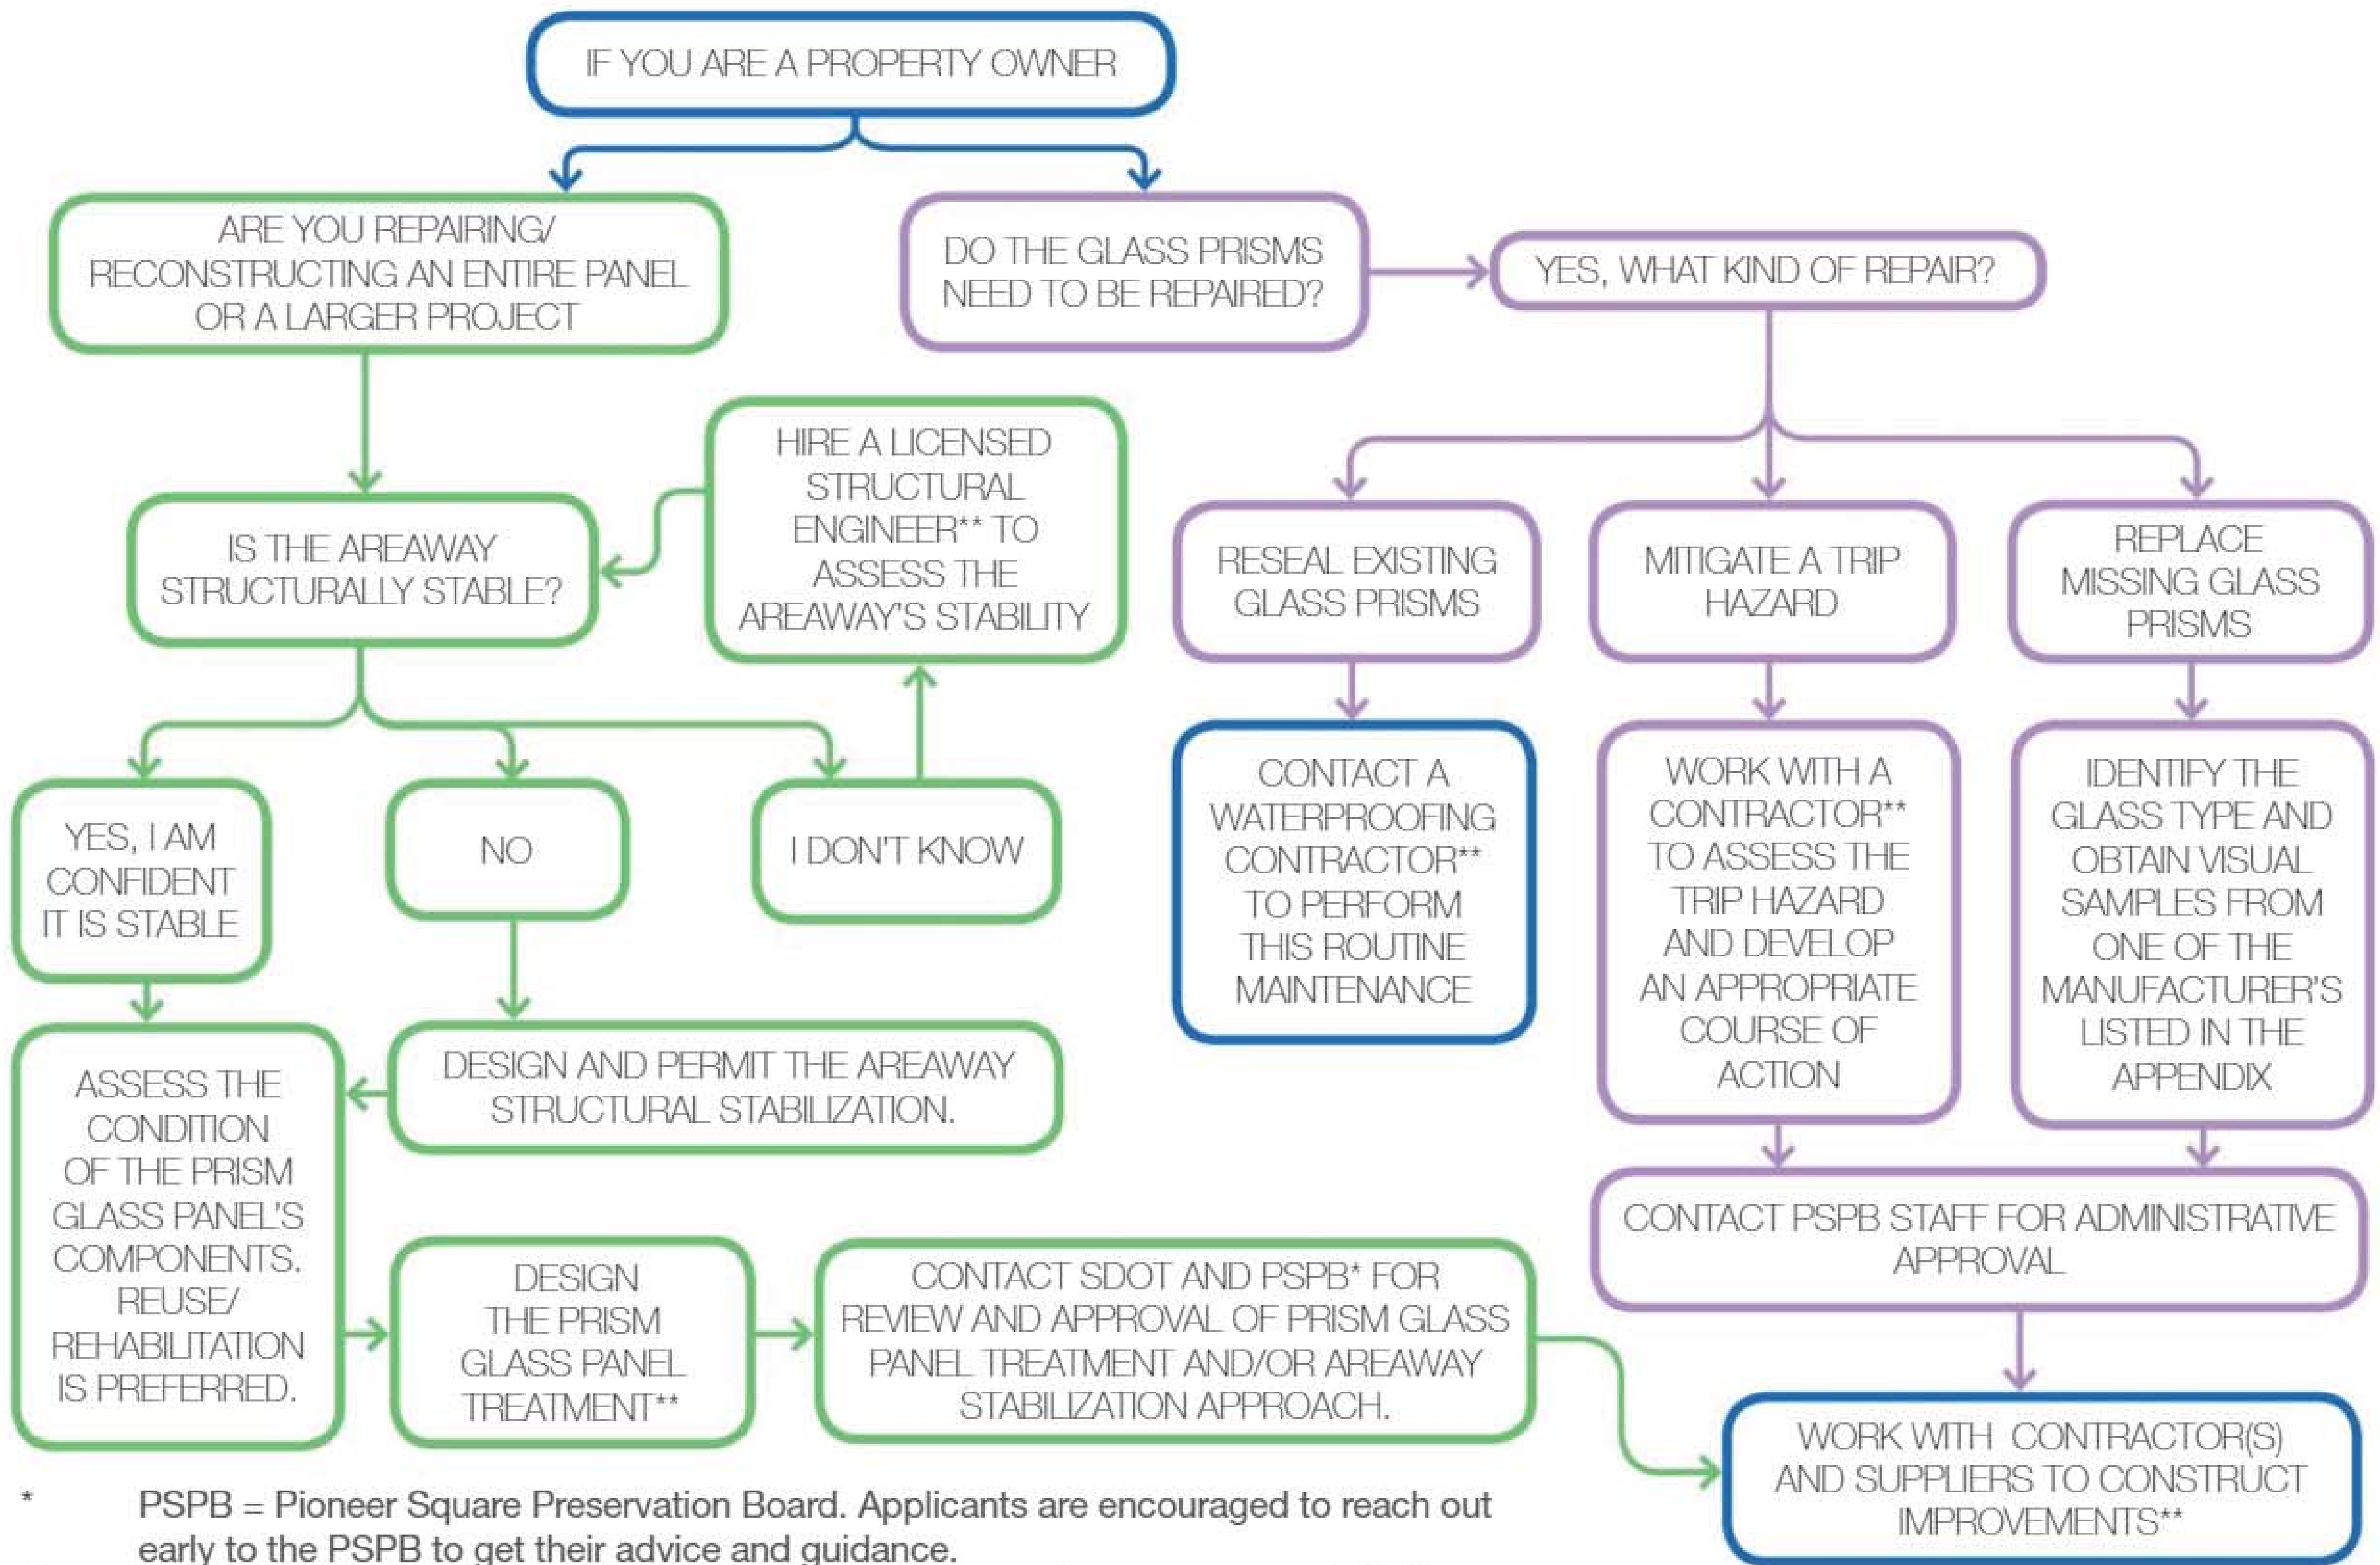 IF YOU ARE A PROPERTY OWNER
ARE YOU REPAIRING/
RECONSTRUCTING AN ENTIRE PANEL
OR A LARGER PROJECT
DO THE GLASS PRISMS
NEED TO BE REPAIRED?
YES, WHAT KIND OF REPAIR?
HIRE A LICENSED
STRUCTURAL
ENGINEER** TO
ASSESS THE
AREAWAY'S STABILITY
IS THE AREAWAY
STRUCTURALLY STABLE?
RESEAL EXISTING
GLASS PRISMS
MITIGATE A TRIP
HAZARD
REPLACE
MISSING GLASS
PRISMS
YES, I AM
CONFIDENT
IT IS STABLE
NO
I DON'T KNOW
CONTACT A
WATERPROOFING
CONTRACTOR**
TO PERFORM
THIS ROUTINE
MAINTENANCE
WORK WITH A
CONTRACTOR**
TO ASSESS THE
TRIP HAZARD
AND DEVELOP
AN APPROPRIATE
COURSE OF
ACTION
IDENTIFY THE
GLASS TYPE AND
OBTAIN VISUAL
SAMPLES FROM
ONE OF THE
MANUFACTURER'S
LISTED IN THE
APPENDIX
ASSESS THE
CONDITION
OF THE PRISM
GLASS PANEL'S
COMPONENTS.
REUSE/
REHABILITATION
IS PREFERRED.
DESIGN AND PERMIT THE AREAWAY
STRUCTURAL STABILIZATION.
DESIGN
THE PRISM
GLASS PANEL
TREATMENT**
CONTACT SDOT AND PSPB* FOR
REVIEW AND APPROVAL OF PRISM GLASS
PANEL TREATMENT AND/OR AREAWAY
STABILIZATION APPROACH.
CONTACT PSPB STAFF FOR ADMINISTRATIVE
APPROVAL
WORK WITH CONTRACTOR(S)
AND SUPPLIERS TO CONSTRUCT
IMPROVEMENTS**
* PSPB = Pioneer Square Preservation Board. Applicants are encouraged to reach out
early to the PSPB to get their advice and guidance.